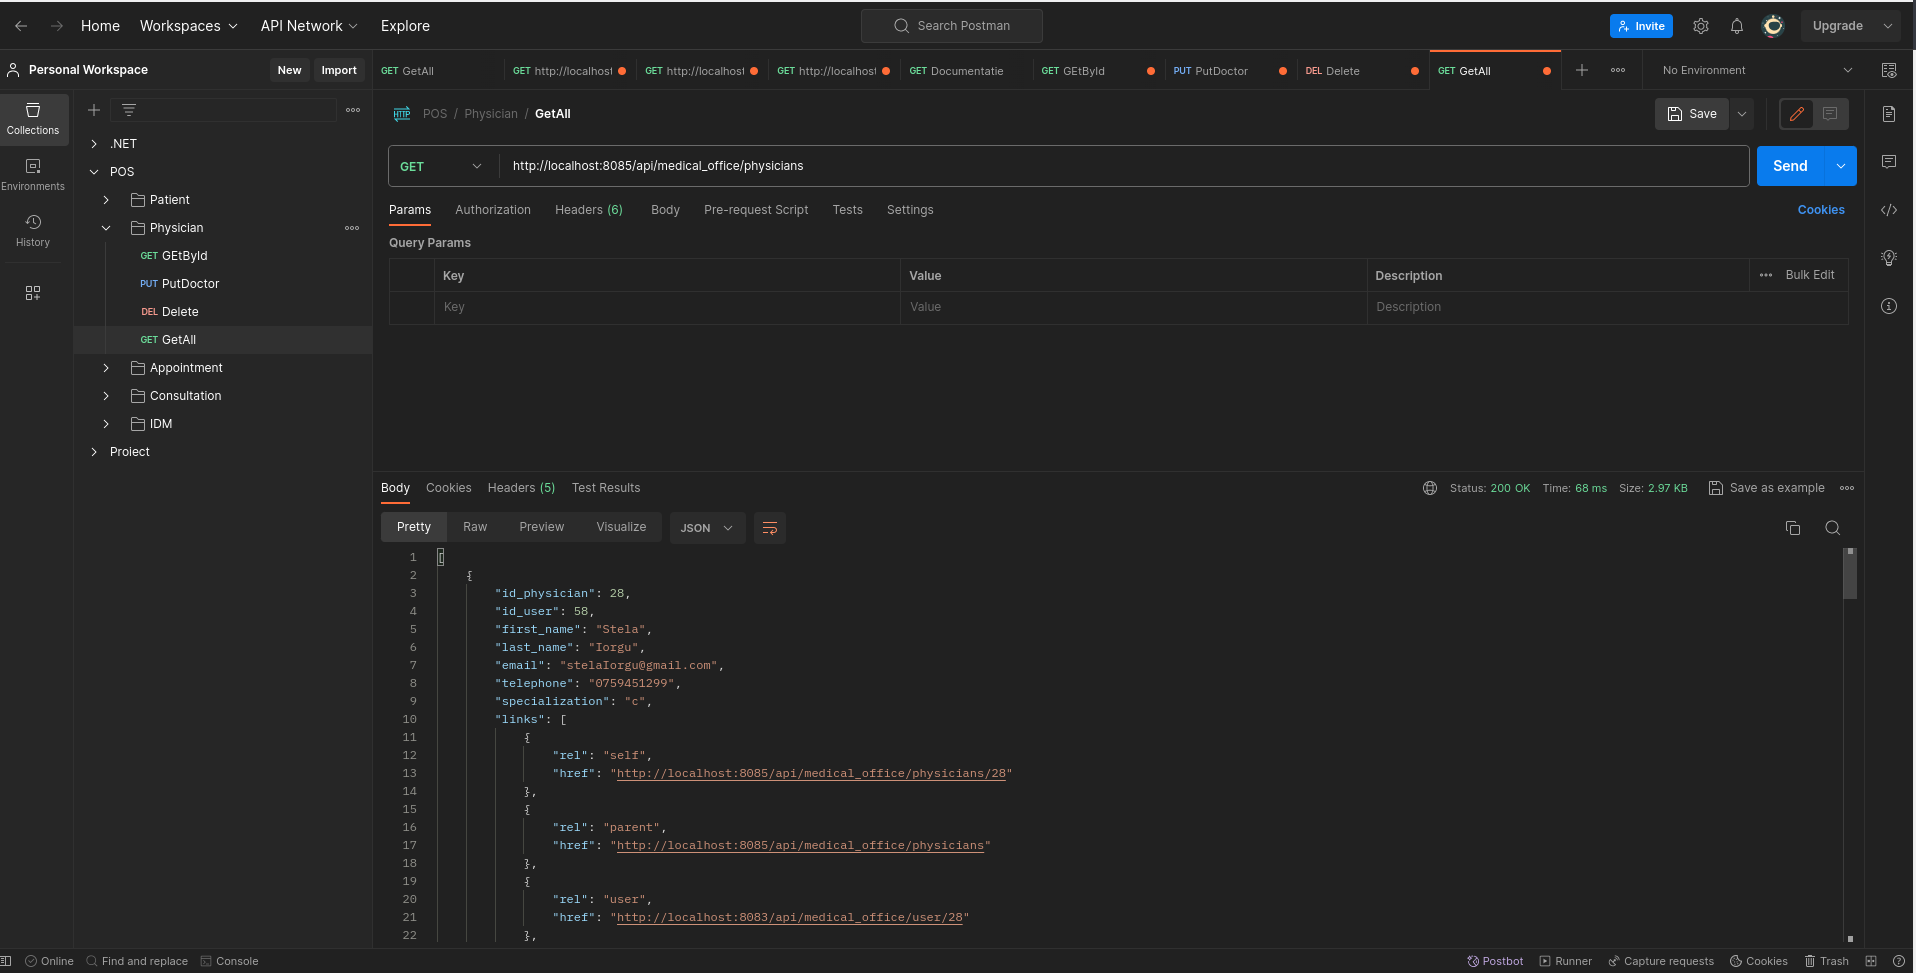 Home Workspaces API Network Explore Search Postman Invite Upgrade
Personal Workspace New Import
GET GetAll GET http://localhost GET http://localhost GET http://localhost GET Documentatie GET GEtById PUT PutDoctor DEL Delete GET GetAll No Environment
Collections
Environments
History
.NET
POS
Patient
Physician
GET GEtById
PUT PutDoctor
DEL Delete
GET GetAll
Appointment
Consultation
IDM
Proiect
HTTP POS / Physician / GetAll Save
GET http://localhost:8085/api/medical_office/physicians Send
Params Authorization Headers (6) Body Pre-request Script Tests Settings Cookies
Query Params
Key Value Description Bulk Edit
Key Value Description
Body Cookies Headers (5) Test Results Status: 200 OK Time: 68 ms Size: 2.97 KB Save as example
Pretty Raw Preview Visualize JSON
1 [
2 {
3 "id_physician": 28,
4 "id_user": 58,
5 "first_name": "Stela",
6 "last_name": "Iorgu",
7 "email": "stelaIorgu@gmail.com",
8 "telephone": "0759451299",
9 "specialization": "c",
10 "links": [
11 {
12 "rel": "self",
13 "href": "http://localhost:8085/api/medical_office/physicians/28"
14 },
15 {
16 "rel": "parent",
17 "href": "http://localhost:8085/api/medical_office/physicians"
18 },
19 {
20 "rel": "user",
21 "href": "http://localhost:8083/api/medical_office/user/28"
22 },
Online Find and replace Console Postbot Runner Capture requests Cookies Trash